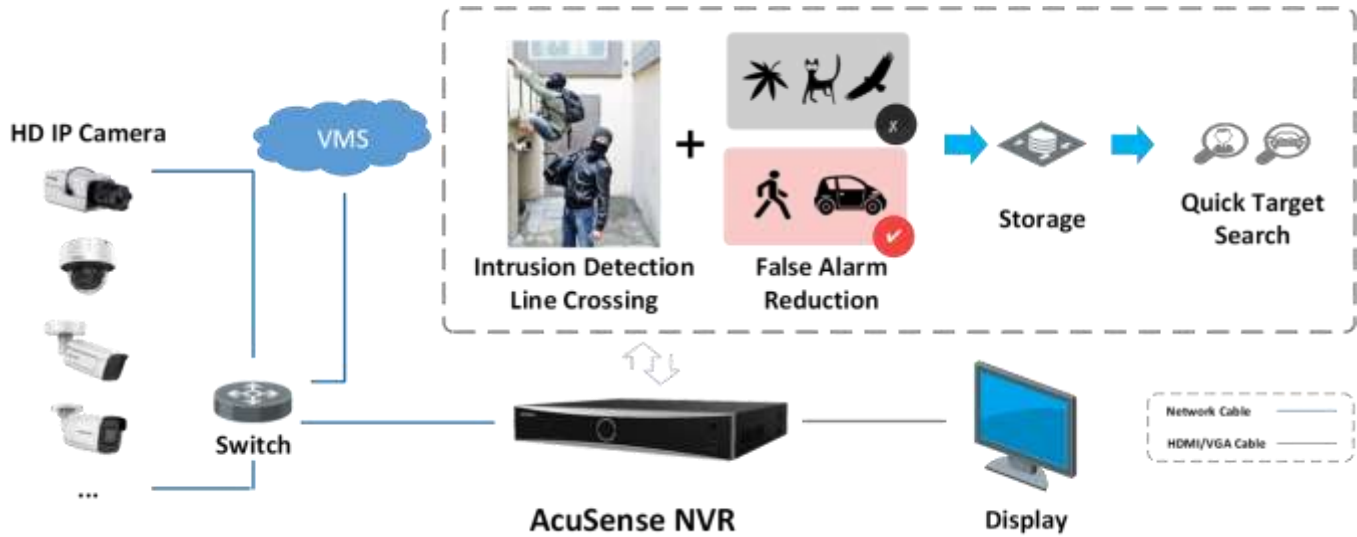 HD IP Camera
VMS
...
Switch
Intrusion Detection
Line Crossing
+
x
False Alarm
Reduction
Storage
Quick Target
Search
AcuSense NVR
Display
Network Cable
HDMI/VGA Cable